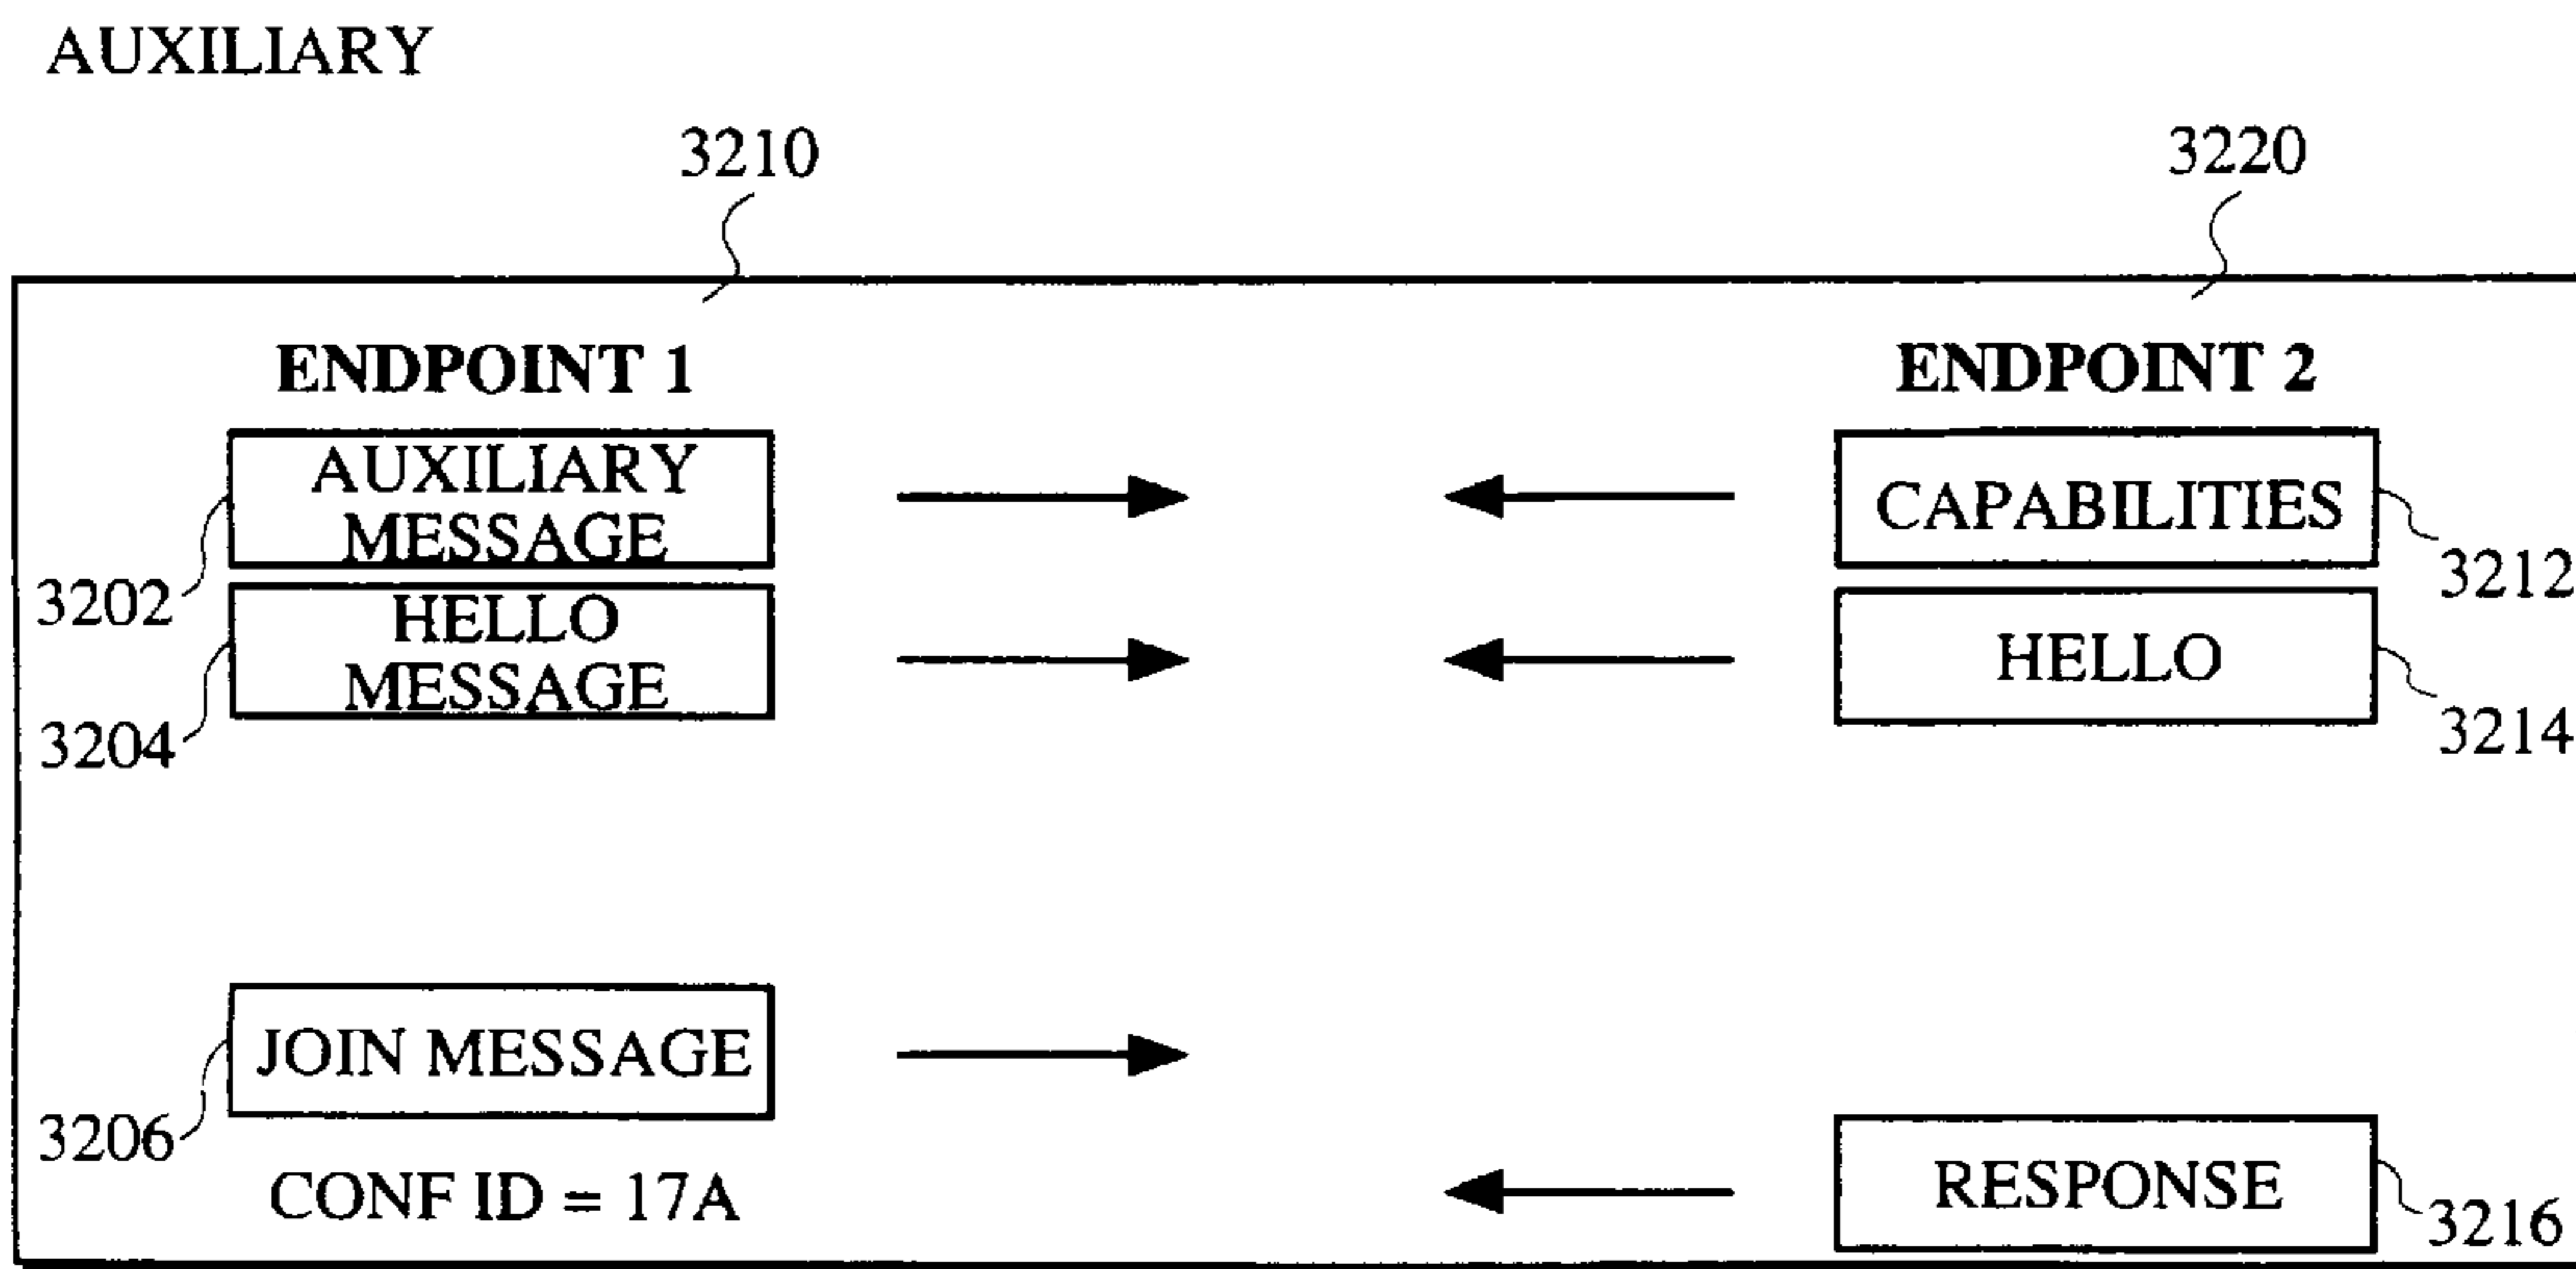 AUXILIARY
3210
3220
ENDPOINT 1
ENDPOINT 2
AUXILIARY
MESSAGE
CAPABILITIES
3202
3212
HELLO
MESSAGE
HELLO
3204
3214
JOIN MESSAGE
3206
CONF ID = 17A
RESPONSE
3216